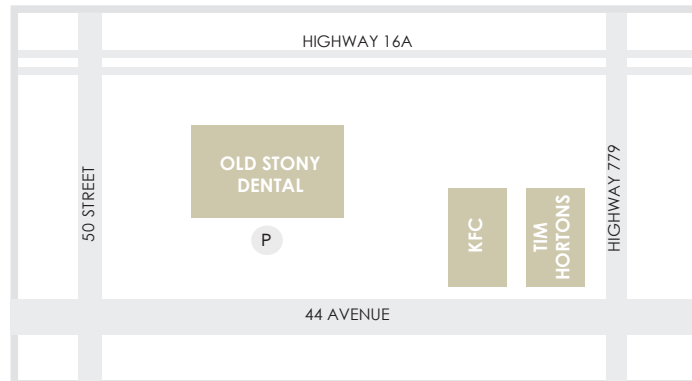 HIGHWAY 16A
50 STREET
OLD STONY
DENTAL
P
KFC
TIM
HORTONS
HIGHWAY 779
44 AVENUE